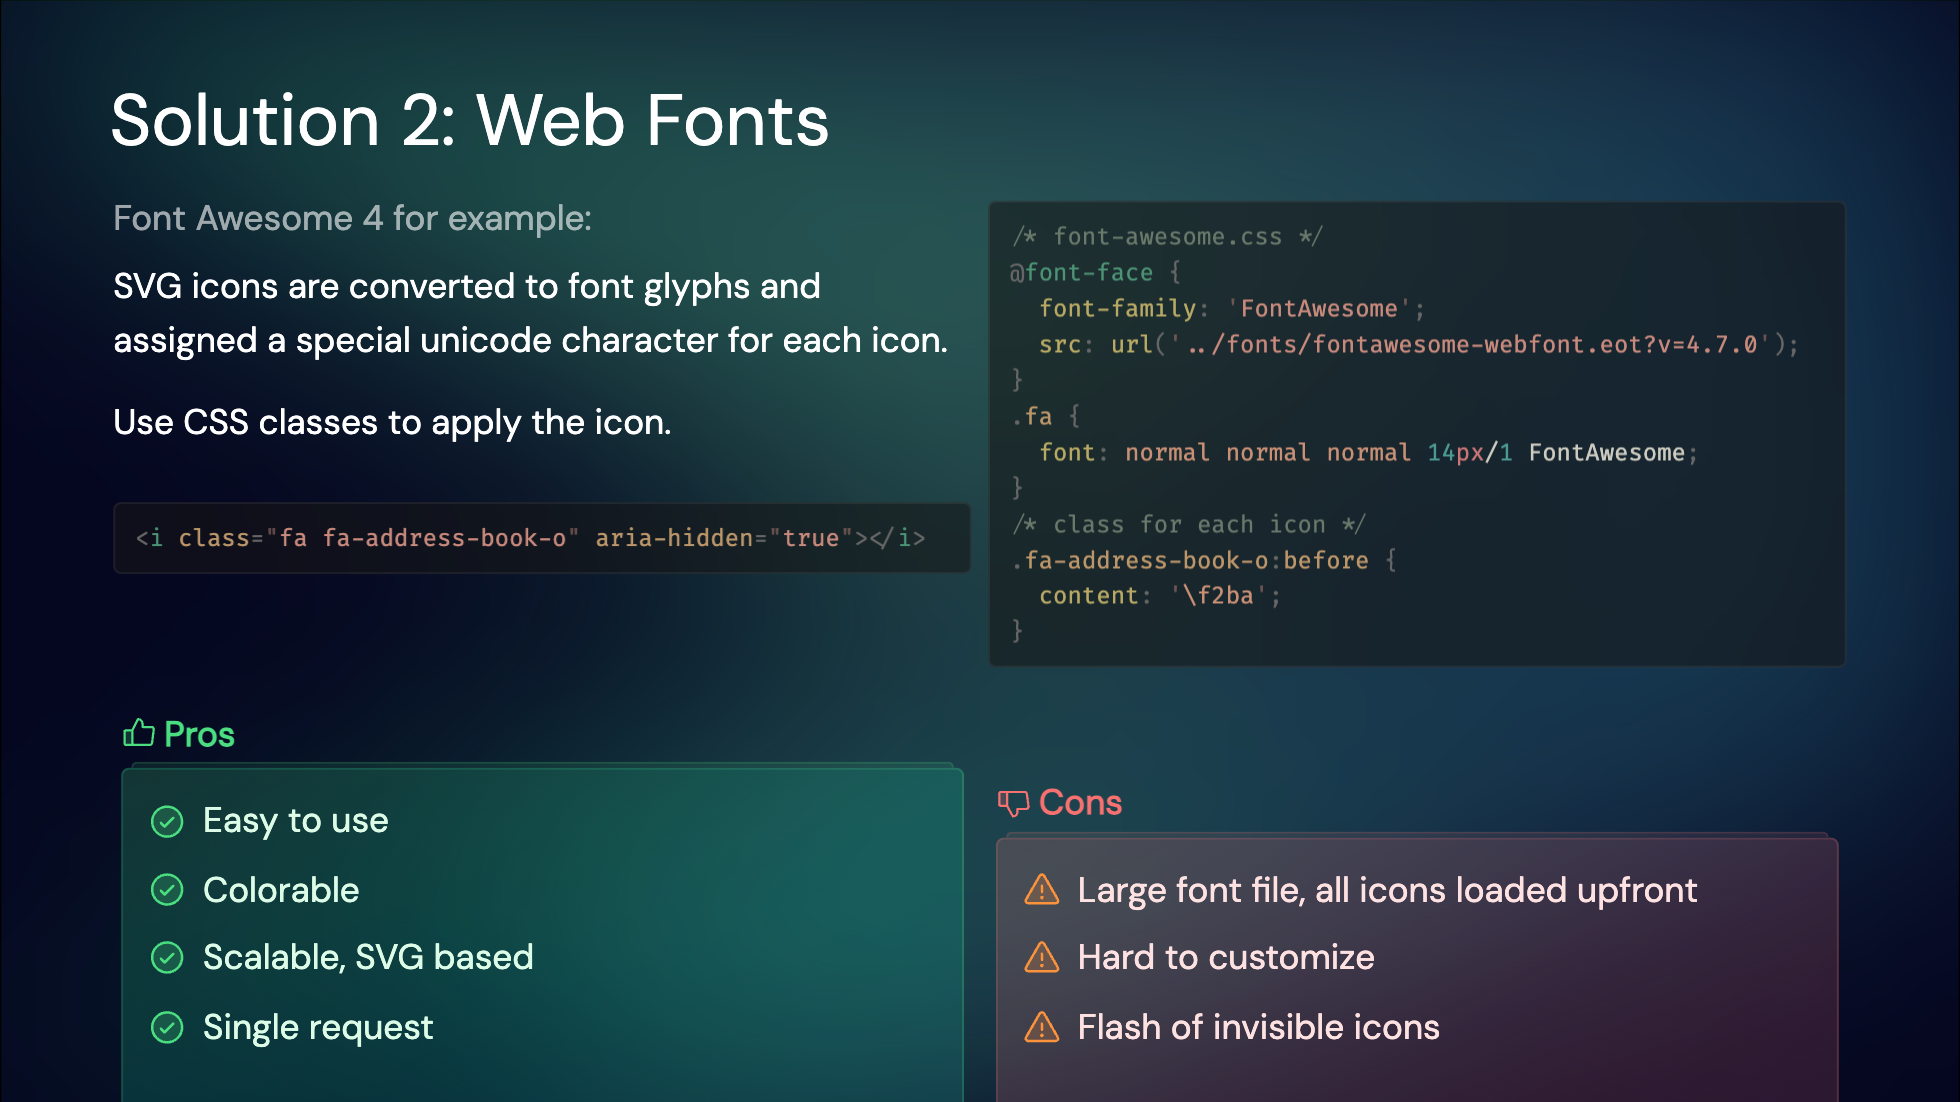 Solution 2: Web Fonts
Font Awesome 4 for example:
SVG icons are converted to font glyphs and
assigned a special unicode character for each icon.
Use CSS classes to apply the icon.
<i class="fa fa-address-book-o" aria-hidden="true"></i>
/* font-awesome.css */
@font-face {
  font-family: 'FontAwesome';
  src: url('../fonts/fontawesome-webfont.eot?v=4.7.0');
}
.fa {
  font: normal normal normal 14px/1 FontAwesome;
}
/* class for each icon */
.fa-address-book-o:before {
  content: '\f2ba';
}
Pros
Easy to use
Colorable
Scalable, SVG based
Single request
Cons
Large font file, all icons loaded upfront
Hard to customize
Flash of invisible icons